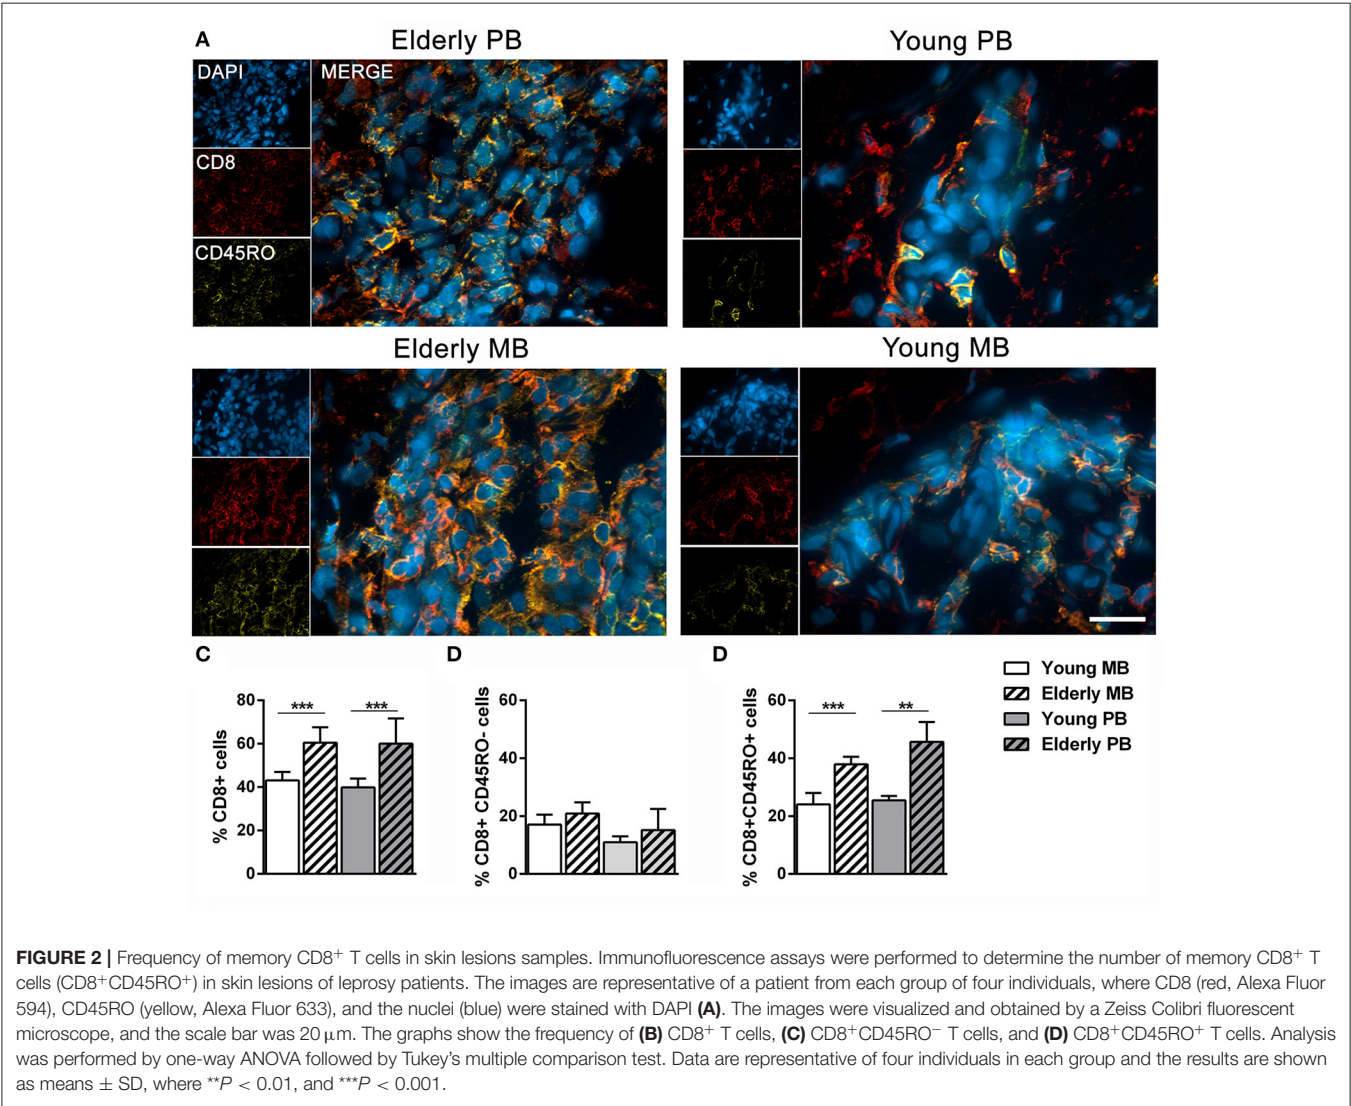 A
Elderly PB
Young PB
DAPI
MERGE
CD8
CD45RO
Elderly MB
Young MB
C
D
D
% CD8+ cells
80
60
40
20
0
***
***
% CD8+ CD45RO- cells
60
40
20
0
% CD8+CD45RO+ cells
60
40
20
0
***
**
Young MB
Elderly MB
Young PB
Elderly PB
FIGURE 2 | Frequency of memory CD8⁺ T cells in skin lesions samples. Immunofluorescence assays were performed to determine the number of memory CD8⁺ T
cells (CD8⁺CD45RO⁺) in skin lesions of leprosy patients. The images are representative of a patient from each group of four individuals, where CD8 (red, Alexa Fluor
594), CD45RO (yellow, Alexa Fluor 633), and the nuclei (blue) were stained with DAPI (A). The images were visualized and obtained by a Zeiss Colibri fluorescent
microscope, and the scale bar was 20 μm. The graphs show the frequency of (B) CD8⁺ T cells, (C) CD8⁺CD45RO⁻ T cells, and (D) CD8⁺CD45RO⁺ T cells. Analysis
was performed by one-way ANOVA followed by Tukey's multiple comparison test. Data are representative of four individuals in each group and the results are shown
as means ± SD, where **P < 0.01, and ***P < 0.001.